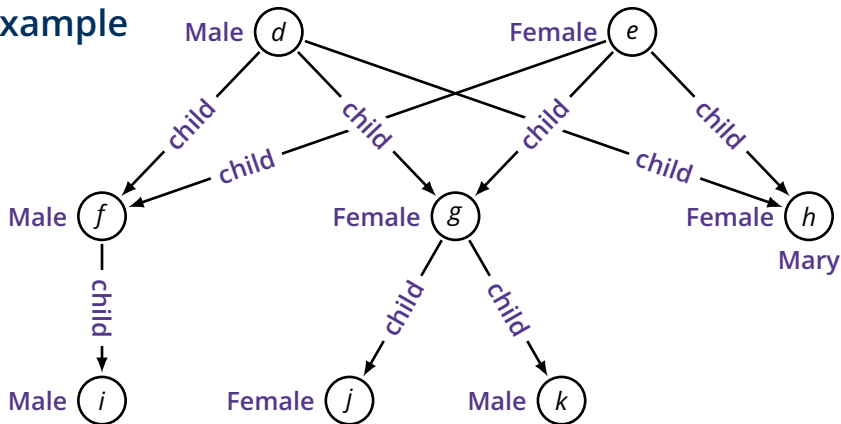 xample
Male d Female e
child child child child
child child
Male f Female g Female h
Mary
child child child
Male i Female j Male k